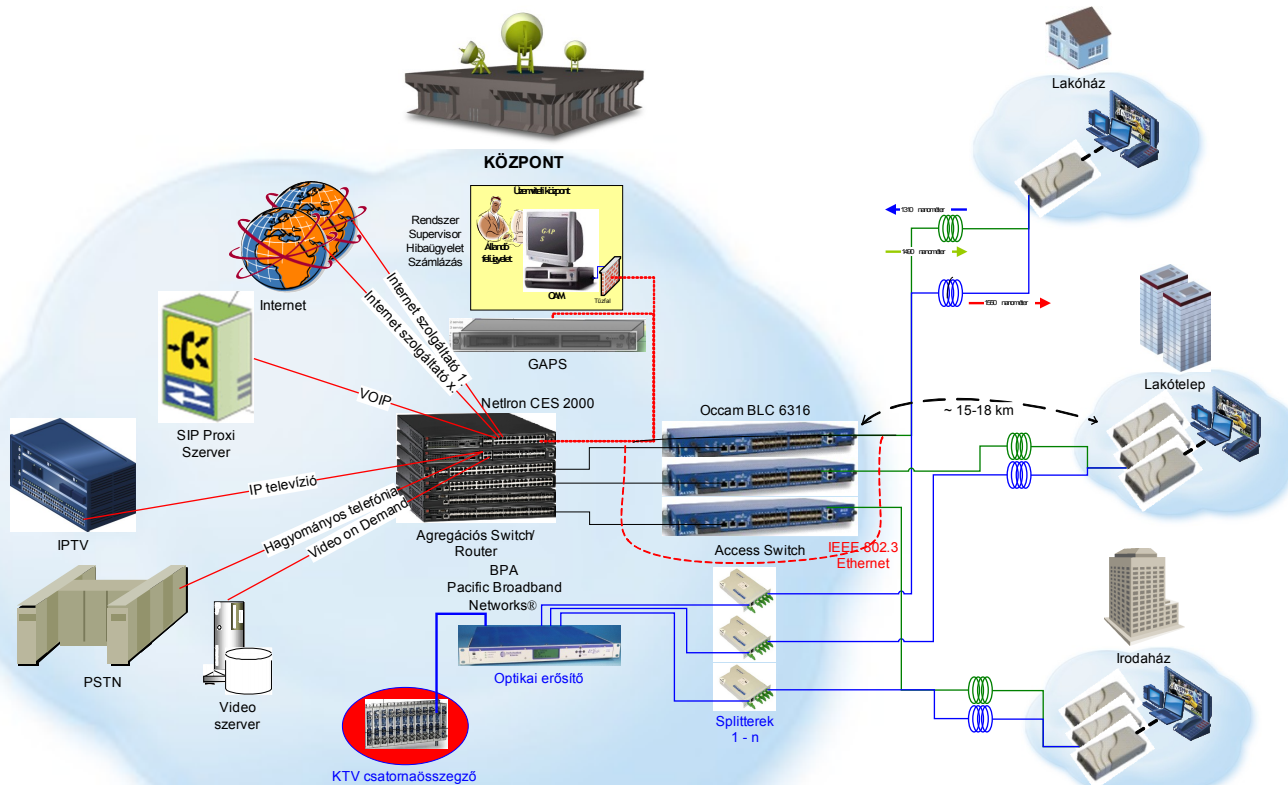 Lakóház
KÖZPONT
Üzemviteli központ
Rendszer
Supervisor
Hibaügyelet
Számlázás
GAP
S
Állandó
felügyelet
OAM
Tűzfal
1310 nanométer
1490 nanométer
1550 nanométer
Internet
Internet szolgáltató 1.
Internet szolgáltató x.
GAPS
VOIP
NetIron CES 2000
Occam BLC 6316
~ 15-18 km
Lakótelep
SIP Proxi
Szerver
IP televízió
Hagyományos telefónia
Video on Demand
IPTV
Agregációs Switch/
Router
Access Switch
IEEE-802.3
Ethernet
BPA
Pacific Broadband
Networks®
PSTN
Video
szerver
Optikai erősítő
Irodaház
Splitterek
1 - n
KTV csatornaösszegző